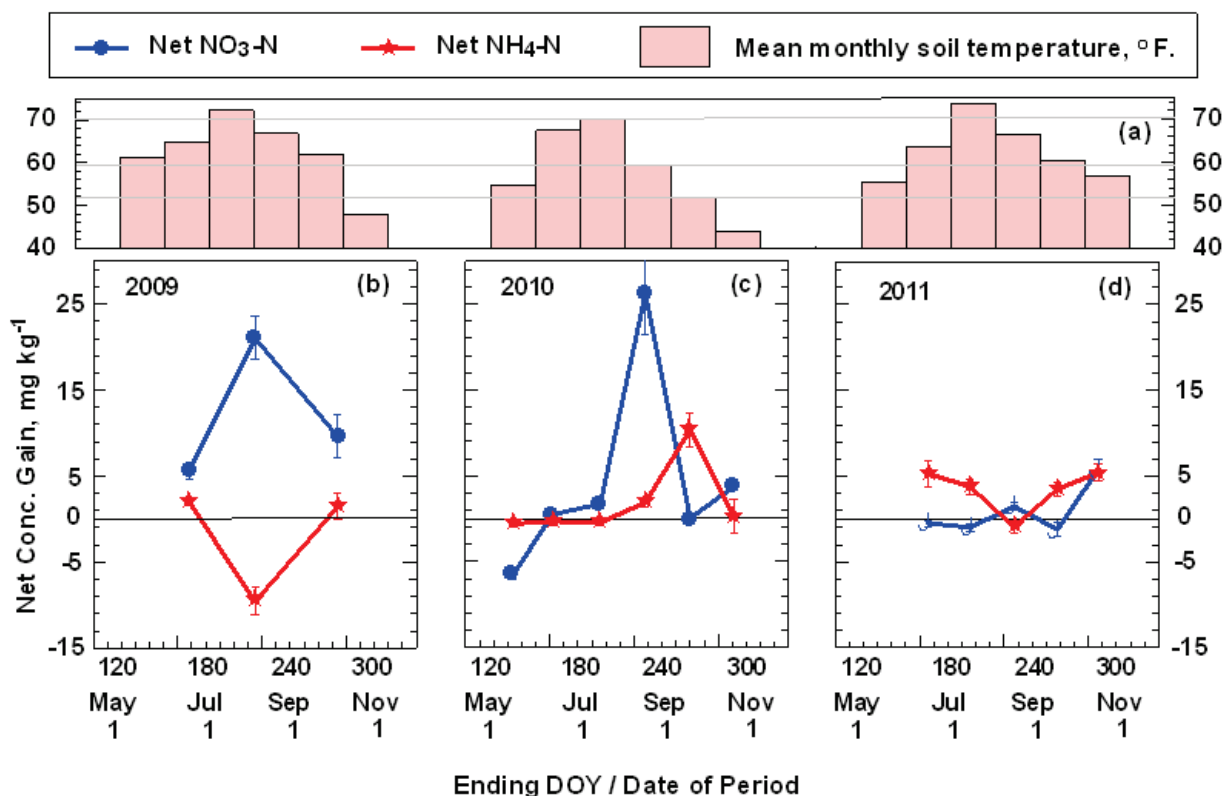 Net NO3-N Net NH4-N Mean monthly soil temperature, °F.
70 (a) 70
60 60
50 50
40 40
2009 (b) 2010 (c) 2011 (d)
25 25
15 15
5 5
0 0
-5 -5
-15 -15
Net Conc. Gain, mg kg-1
120 180 240 300 120 180 240 300 120 180 240 300
May Jul Sep Nov May Jul Sep Nov May Jul Sep Nov
1 1 1 1 1 1 1 1 1 1 1 1
Ending DOY / Date of Period